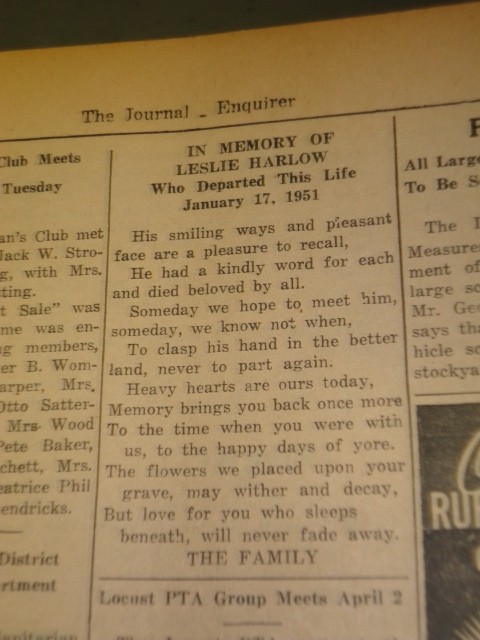 The Journal - Enquirer
Club Meets
Tuesday
an's Club met
Jack W. Stro-
g, with Mrs.
ting.
t Sale" was
me was en-
g members,
er B. Wom-
arper, Mrs.
Otto Satter-
Mrs Wood
Pete Baker,
chett, Mrs.
eatrice Phil
endricks.
District
rtment
anitarian
IN MEMORY OF
LESLIE HARLOW
Who Departed This Life
January 17, 1951
His smiling ways and pleasant
face are a pleasure to recall,
He had a kindly word for each
and died beloved by all.
Someday we hope to meet him,
someday, we know not when,
To clasp his hand in the better
land, never to part again.
Heavy hearts are ours today,
Memory brings you back once more
To the time when you were with
us, to the happy days of yore.
The flowers we placed upon your
grave, may wither and decay,
But love for you who sleeps
beneath, will never fade away.
THE FAMILY
Locust PTA Group Meets April 2
All Large
To Be S
The
Measure
ment of
large sc
Mr. Geo
says tha
hicle sc
stockya
RU